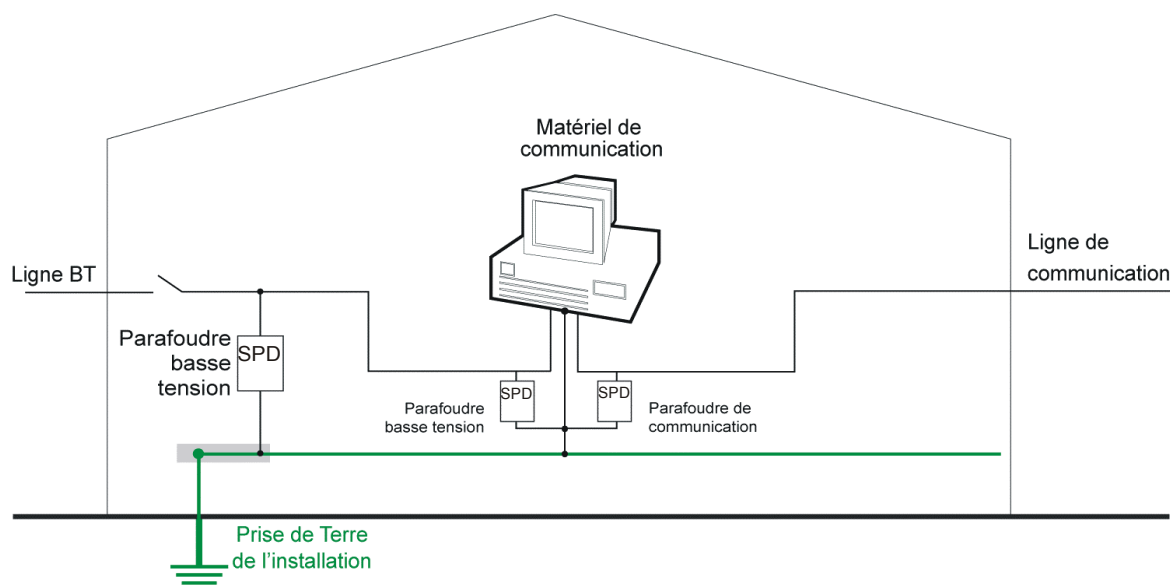 Matériel de
communication
Ligne BT
Ligne de
communication
Parafoudre
basse
tension
SPD
SPD
SPD
Parafoudre
basse tension
Parafoudre de
communication
Prise de Terre
de l'installation